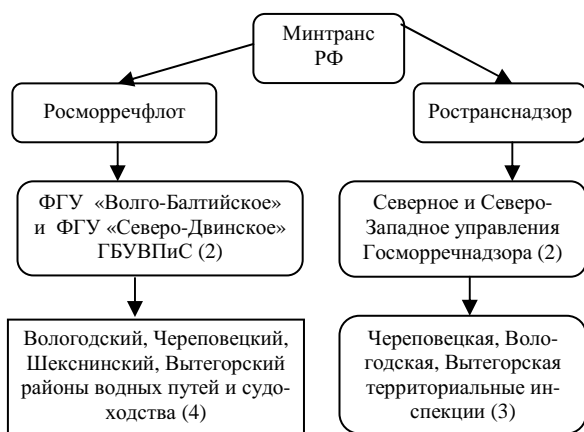 Минтранс
РФ
Росморречфлот
Ространснадзор
ФГУ «Волго-Балтийское»
и ФГУ «Северо-Двинское»
ГБУВПиС (2)
Северное и Северо-
Западное управления
Госморречнадзора (2)
Вологодский, Череповецкий,
Шекснинский, Вытегорский
районы водных путей и судо-
ходства (4)
Череповецкая, Воло-
годская, Вытегорская
территориальные ин-
спекции (3)